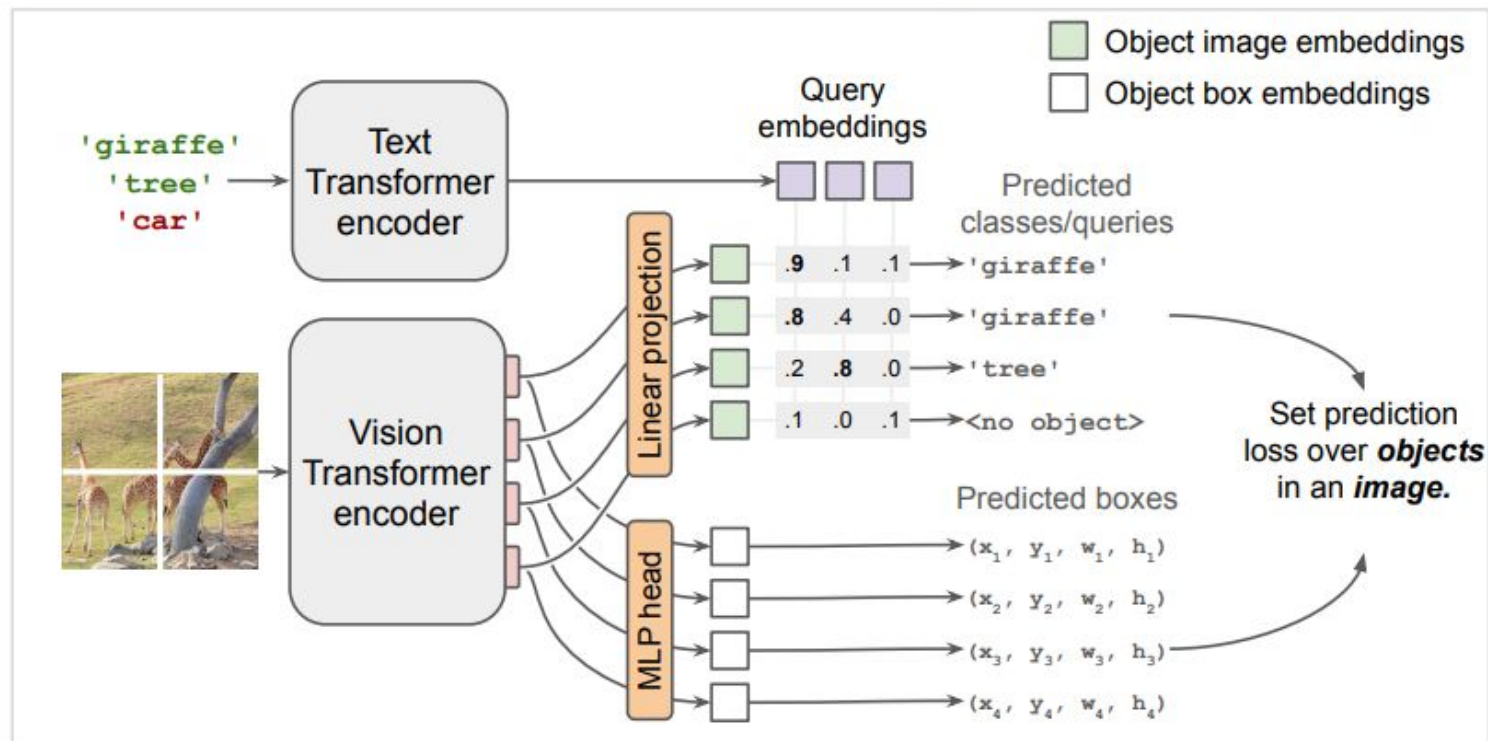 Object image embeddings
Object box embeddings
Query
embeddings
'giraffe'
'tree'
'car'
Text
Transformer
encoder
Predicted
classes/queries
Linear projection
.9 .1 .1
'giraffe'
.8 .4 .0
'giraffe'
.2 .8 .0
'tree'
.1 .0 .1
<no object>
Vision
Transformer
encoder
Set prediction
loss over objects
in an image.
Predicted boxes
MLP head
(x₁, y₁, w₁, h₁)
(x₂, y₂, w₂, h₂)
(x₃, y₃, w₃, h₃)
(x₄, y₄, w₄, h₄)